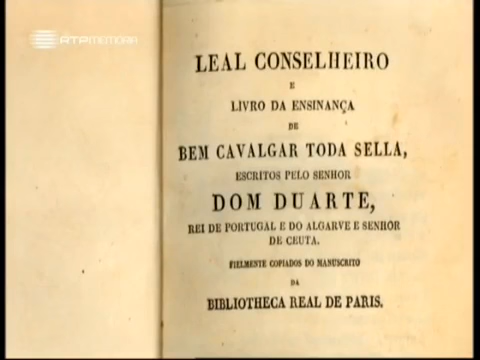 RTP MEMÓRIA
LEAL CONSELHEIRO
E
LIVRO DA ENSINANÇA
DE
BEM CAVALGAR TODA SELLA,
ESCRITOS PELO SENHOR
DOM DUARTE,
REI DE PORTUGAL E DO ALGARVE E SENHOR
DE CEUTA.
FIELMENTE COPIADOS DO MANUSCRITO
DA
BIBLIOTHECA REAL DE PARIS.